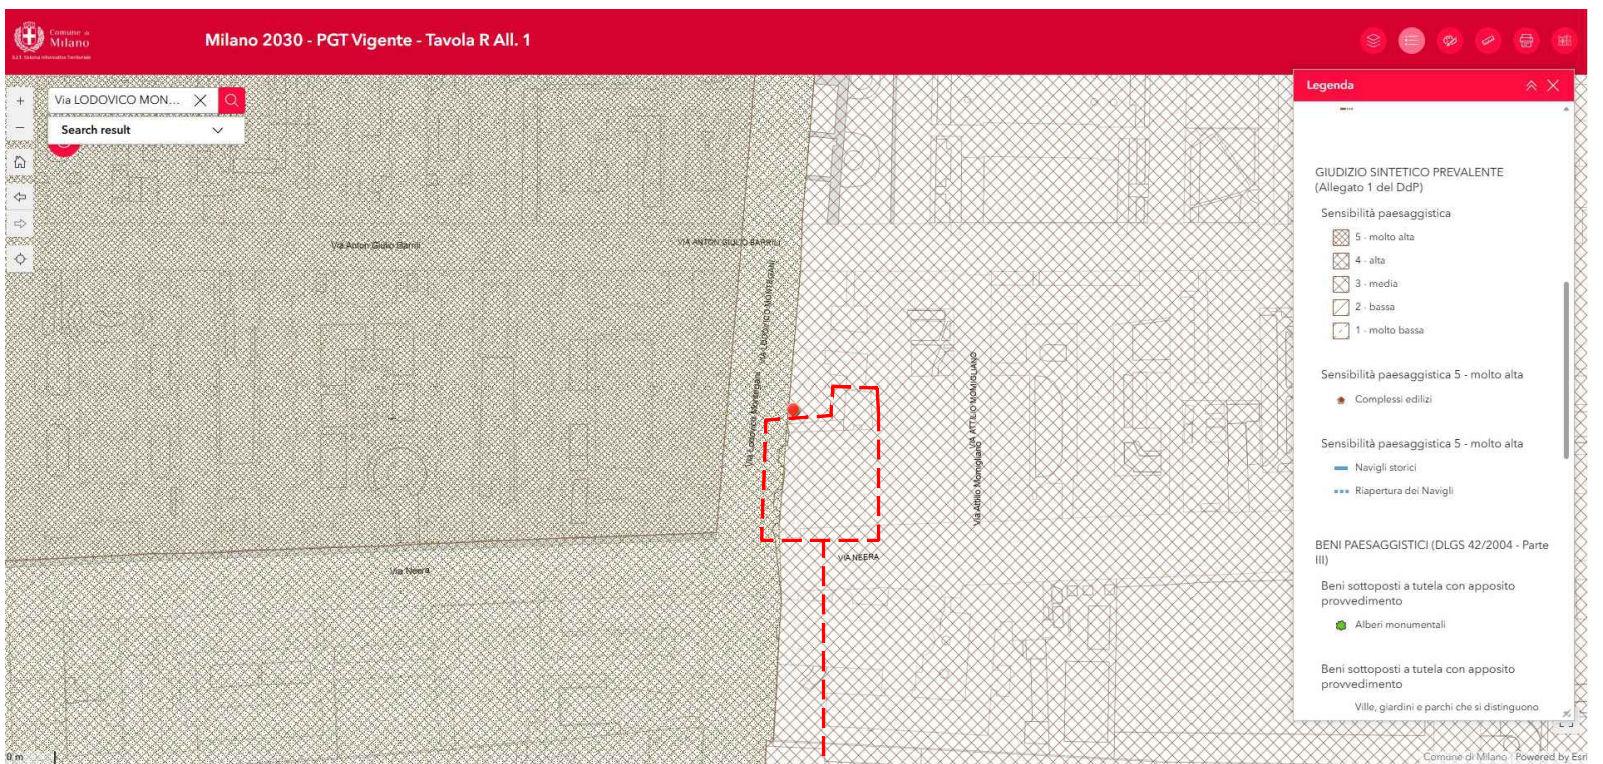 Comune di
Milano
S.I.T. Sistema Informativo Territoriale
Milano 2030 - PGT Vigente - Tavola R All. 1
Via LODOVICO MON...
Search result
Legenda
GIUDIZIO SINTETICO PREVALENTE
(Allegato 1 del DdP)
Sensibilità paesaggistica
5 - molto alta
4 - alta
3 - media
2 - bassa
1 - molto bassa
Sensibilità paesaggistica 5 - molto alta
Complessi edilizi
Sensibilità paesaggistica 5 - molto alta
Navigli storici
Riapertura dei Navigli
BENI PAESAGGISTICI (DLGS 42/2004 - Parte
III)
Beni sottoposti a tutela con apposito
provvedimento
Alberi monumentali
Beni sottoposti a tutela con apposito
provvedimento
Ville, giardini e parchi che si distinguono
Via Anton Giulio Barrili
VIA ANTON GIULIO BARRILI
VIA LODOVICO MONTEGANI
Via Lodovico Montegani
VIA ATTILIO MOMIGLIANO
Via Attilio Momigliano
VIA NEERA
Via Neera
0 m
Comune di Milano | Powered by Esri